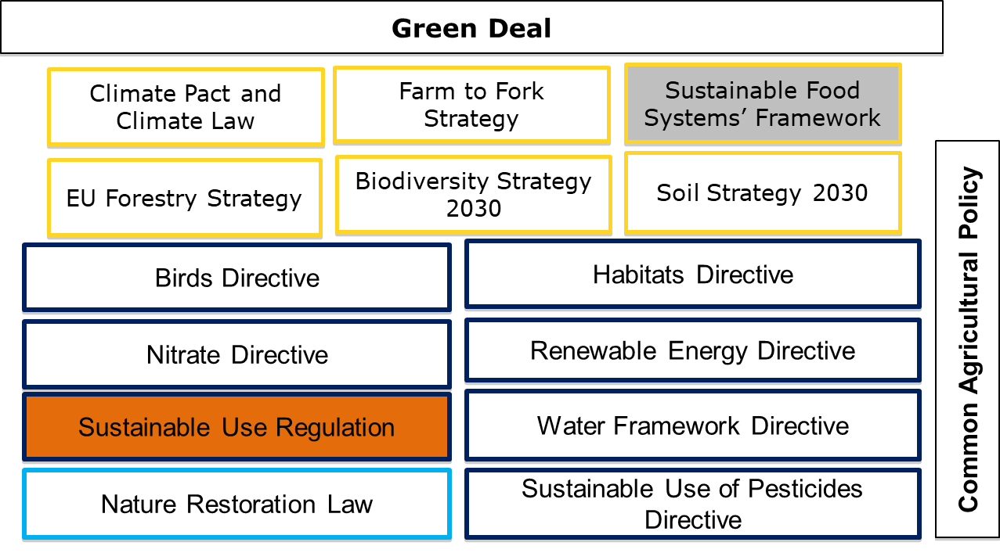 Green Deal
Climate Pact and
Climate Law
Farm to Fork
Strategy
Sustainable Food
Systems’ Framework
EU Forestry Strategy
Biodiversity Strategy
2030
Soil Strategy 2030
Birds Directive
Habitats Directive
Nitrate Directive
Renewable Energy Directive
Sustainable Use Regulation
Water Framework Directive
Nature Restoration Law
Sustainable Use of Pesticides
Directive
Common Agricultural Policy